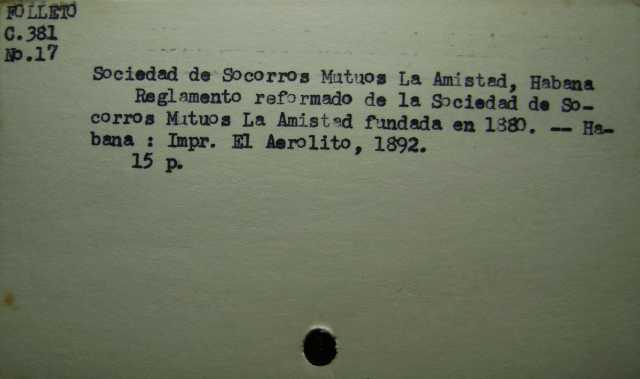 FOLLETO
C.381
No.17
Sociedad de Socorros Mutuos La Amistad, Habana
Reglamento reformado de la Sociedad de So-
corros Mutuos La Amistad fundada en 1880. -- Ha-
bana : Impr. El Aerolito, 1892.
15 p.